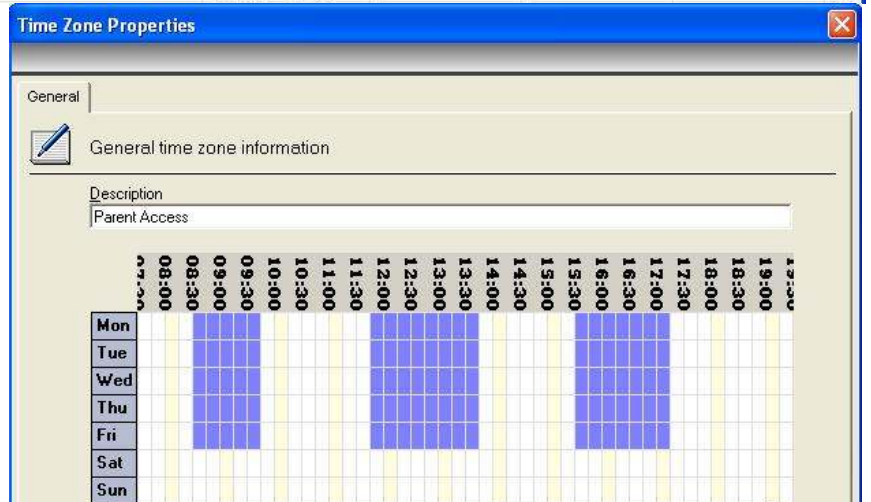 Time Zone Properties
General
General time zone information
Description
Parent Access
08:00 08:30 09:00 09:30 10:00 10:30 11:00 11:30 12:00 12:30 13:00 13:30 14:00 14:30 15:00 15:30 16:00 16:30 17:00 17:30 18:00 18:30 19:00
Mon
Tue
Wed
Thu
Fri
Sat
Sun